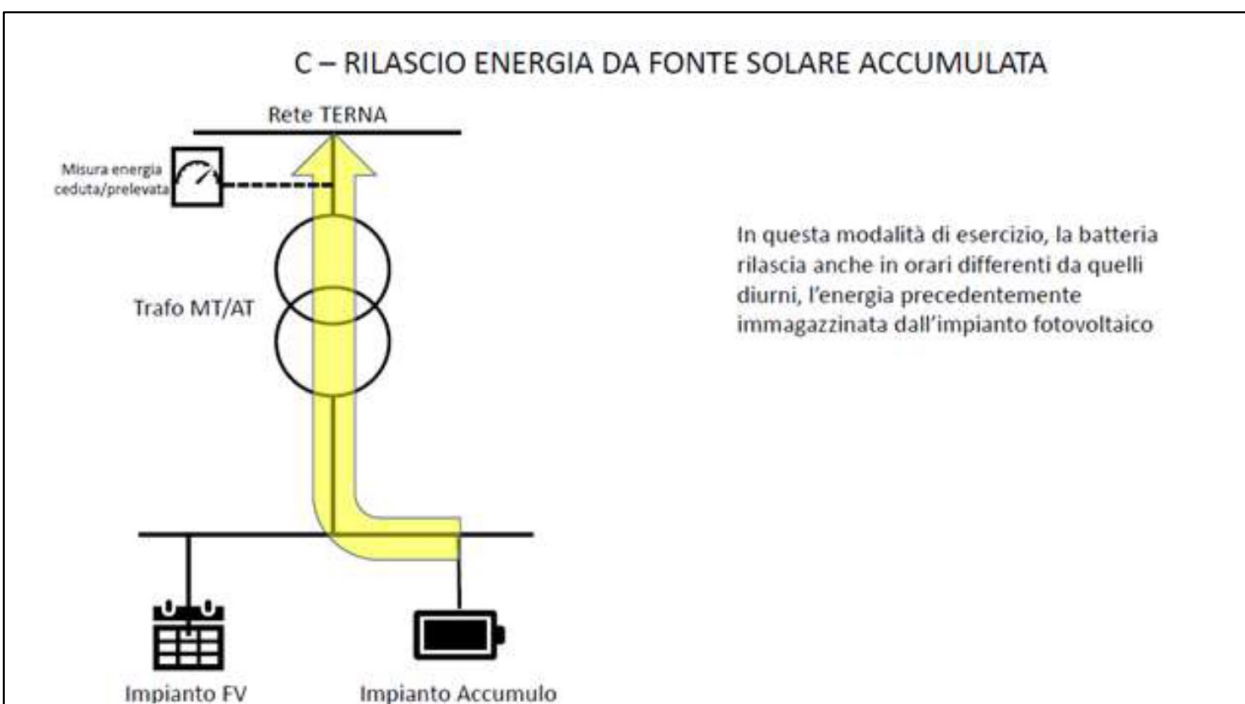 C – RILASCIO ENERGIA DA FONTE SOLARE ACCUMULATA
Rete TERNA
Misura energia
ceduta/prelevata
In questa modalità di esercizio, la batteria
rilascia anche in orari differenti da quelli
diurni, l'energia precedentemente
immagazzinata dall'impianto fotovoltaico
Trafo MT/AT
Impianto FV
Impianto Accumulo